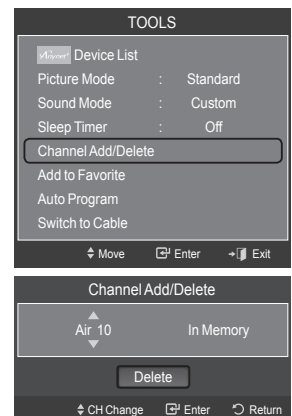 TOOLS
Device List
Picture Mode : Standard
Sound Mode : Custom
Sleep Timer : Off
Channel Add/Delete
Add to Favorite
Auto Program
Switch to Cable
Move Enter Exit
Channel Add/Delete
Air 10 In Memory
Delete
CH Change Enter Return